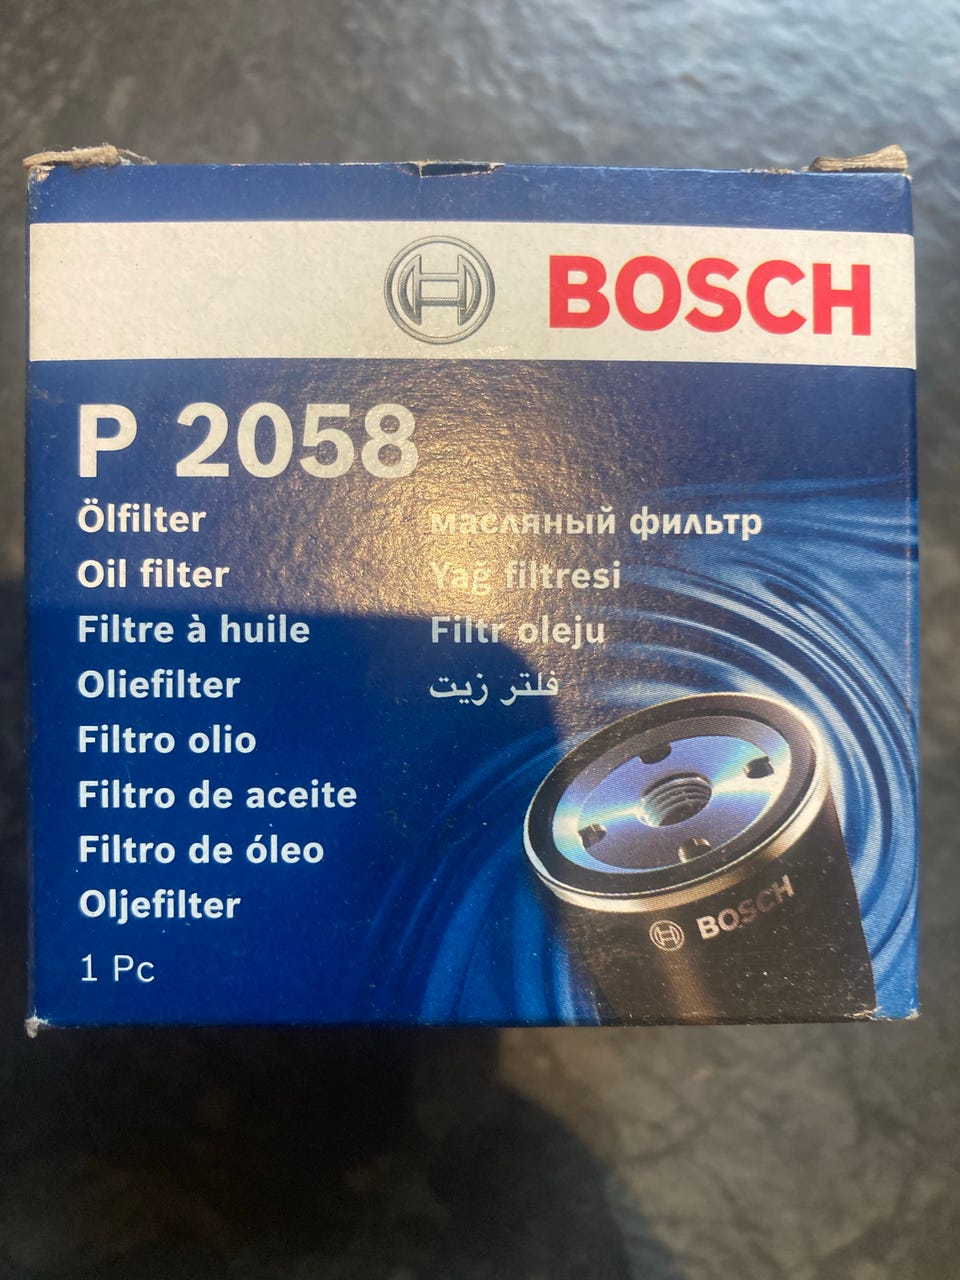 BOSCH
P 2058
Ölfilter
Oil filter
Filtre à huile
Oliefilter
Filtro olio
Filtro de aceite
Filtro de óleo
Oljefilter
1 Pc
масляный фильтр
Yağ filtresi
Filtr oleju
فلتر زيت
BOSCH